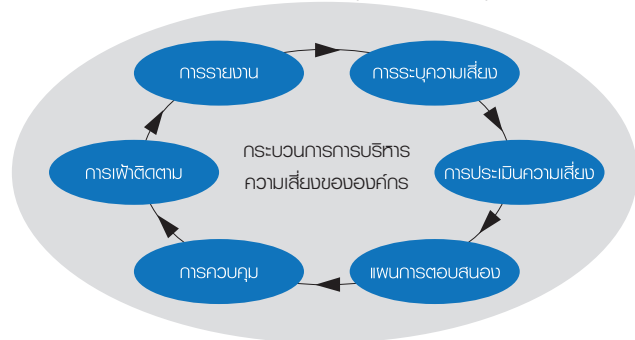 การรายงาน
การระบุความเสี่ยง
การเฝ้าติดตาม
กระบวนการการบริหาร
ความเสี่ยงขององค์กร
การประเมินความเสี่ยง
การควบคุม
แผนการตอบสนอง